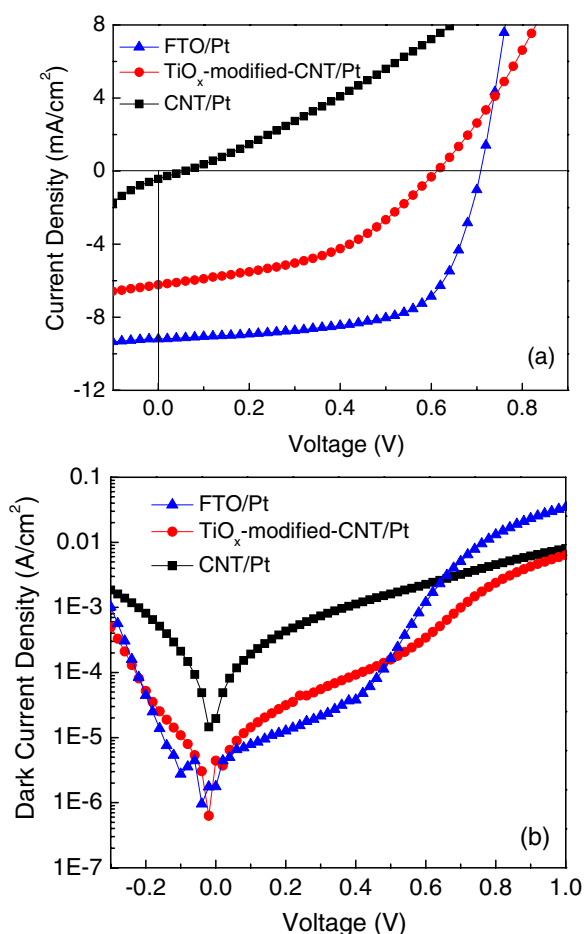 8
4
0
-4
-8
-12
Current Density (mA/cm²)
FTO/Pt
TiOₓ-modified-CNT/Pt
CNT/Pt
(a)
0.0 0.2 0.4 0.6 0.8
Voltage (V)
0.1
0.01
1E-3
1E-4
1E-5
1E-6
1E-7
Dark Current Density (A/cm²)
FTO/Pt
TiOₓ-modified-CNT/Pt
CNT/Pt
(b)
-0.2 0.0 0.2 0.4 0.6 0.8 1.0
Voltage (V)